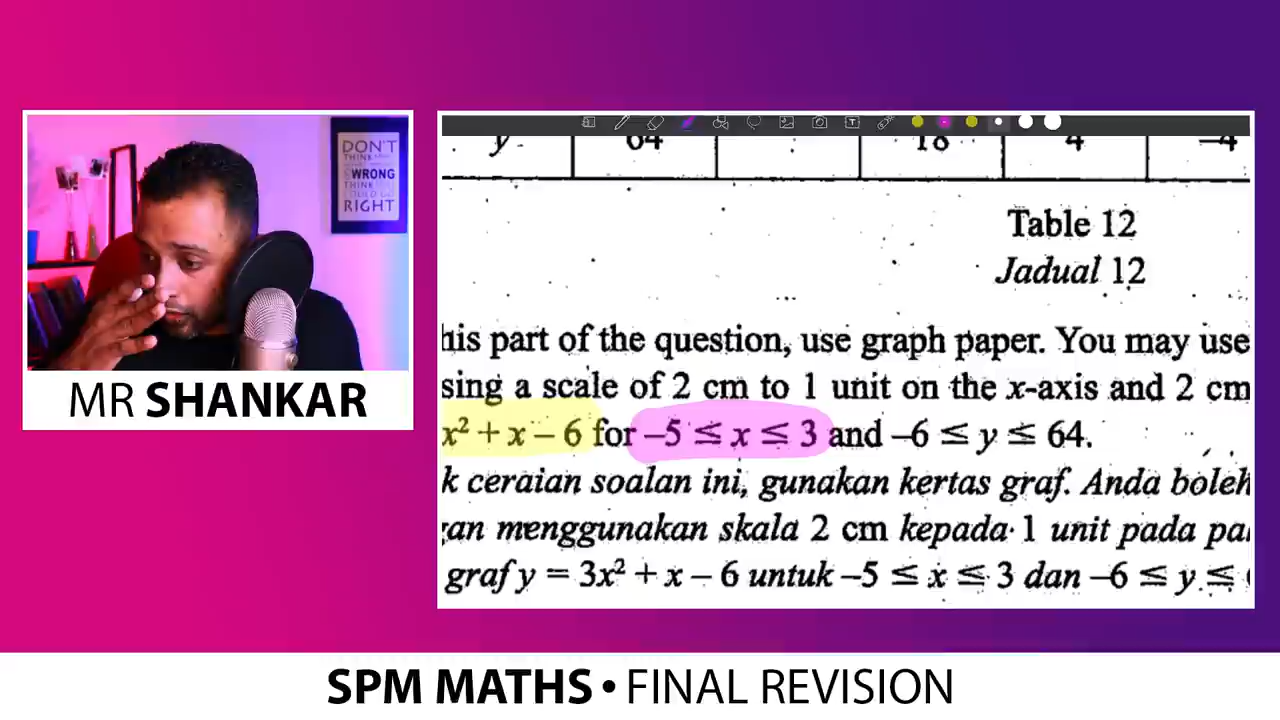 DON'T
THINK
WRONG
THINK
RIGHT
MR SHANKAR
y 64 18 4 –4
Table 12
Jadual 12
his part of the question, use graph paper. You may use
sing a scale of 2 cm to 1 unit on the x-axis and 2 cm
x² + x – 6 for –5 ≤ x ≤ 3 and –6 ≤ y ≤ 64.
k ceraian soalan ini, gunakan kertas graf. Anda boleh
an menggunakan skala 2 cm kepada 1 unit pada pa
graf y = 3x² + x – 6 untuk –5 ≤ x ≤ 3 dan –6 ≤ y ≤
SPM MATHS • FINAL REVISION